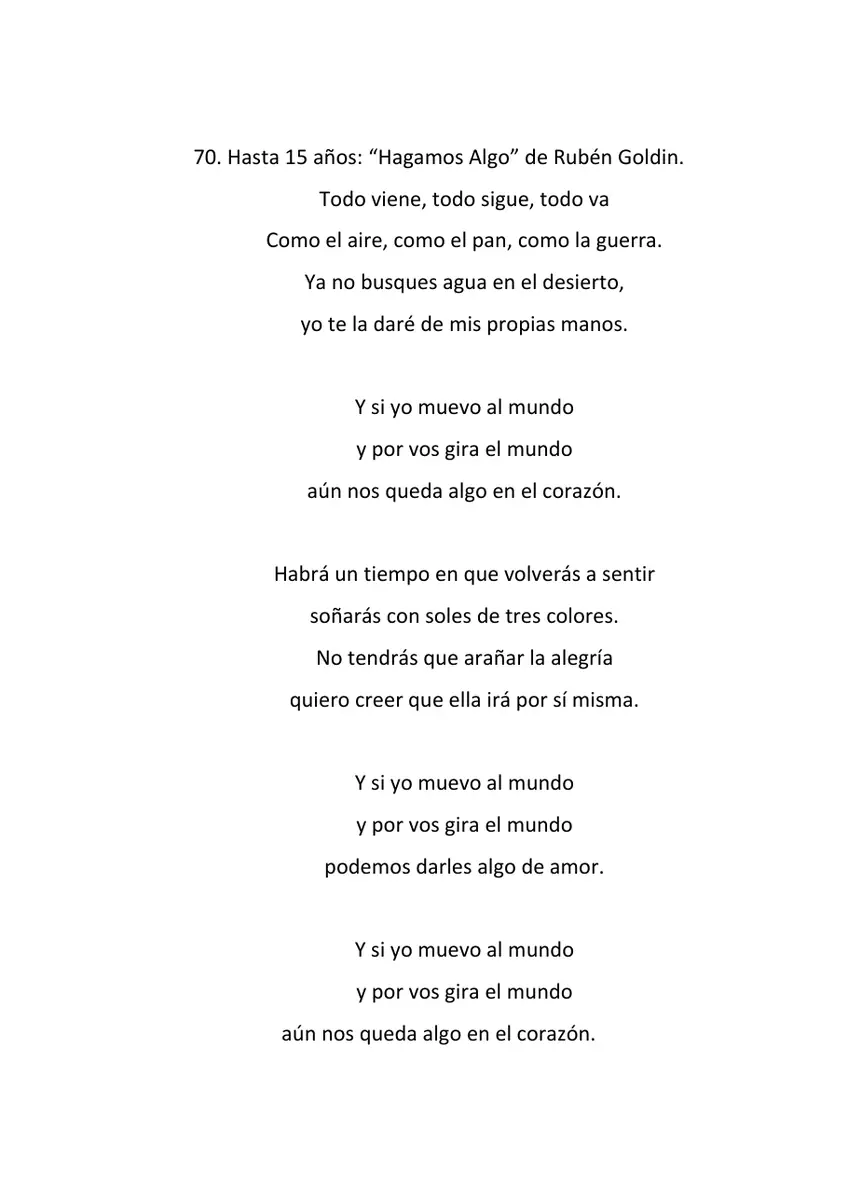 70. Hasta 15 años: “Hagamos Algo” de Rubén Goldin.
Todo viene, todo sigue, todo va
Como el aire, como el pan, como la guerra.
Ya no busques agua en el desierto,
yo te la daré de mis propias manos.
Y si yo muevo al mundo
y por vos gira el mundo
aún nos queda algo en el corazón.
Habrá un tiempo en que volverás a sentir
soñarás con soles de tres colores.
No tendrás que arañar la alegría
quiero creer que ella irá por sí misma.
Y si yo muevo al mundo
y por vos gira el mundo
podemos darles algo de amor.
Y si yo muevo al mundo
y por vos gira el mundo
aún nos queda algo en el corazón.